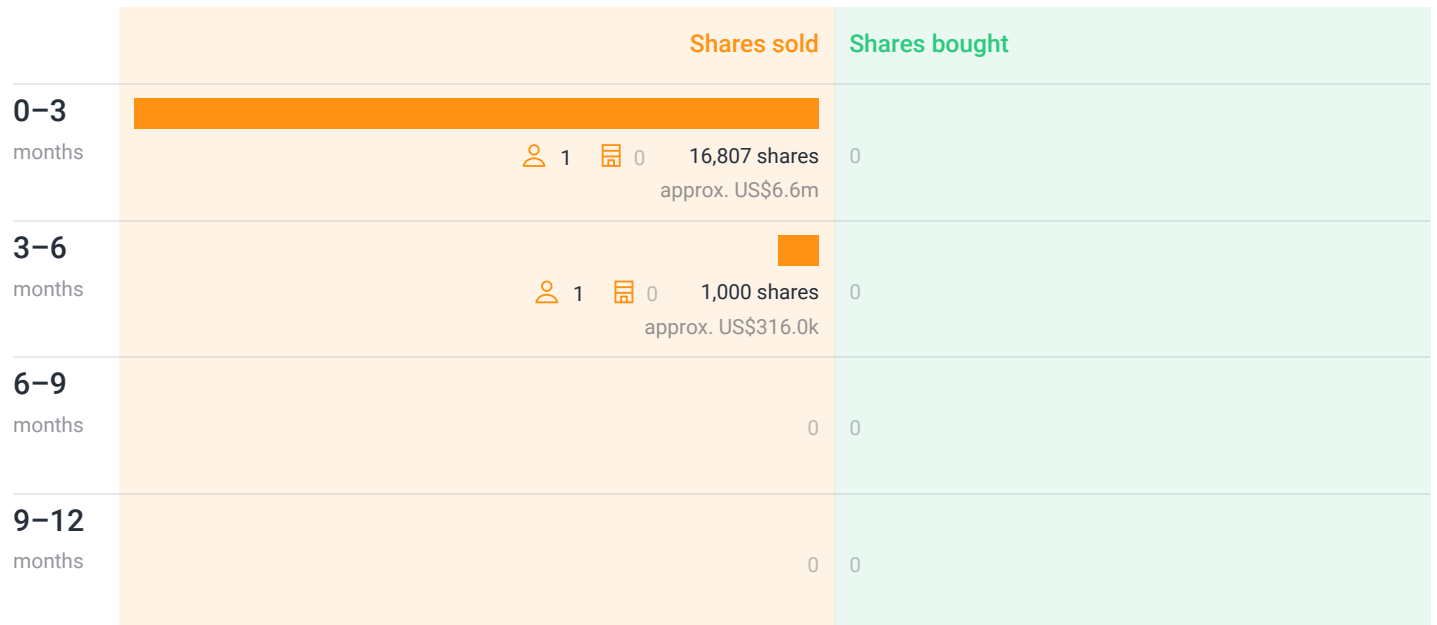 Shares sold Shares bought
0–3
months
1 0 16,807 shares 0
approx. US$6.6m
3–6
months
1 0 1,000 shares 0
approx. US$316.0k
6–9
months
0 0
9–12
months
0 0